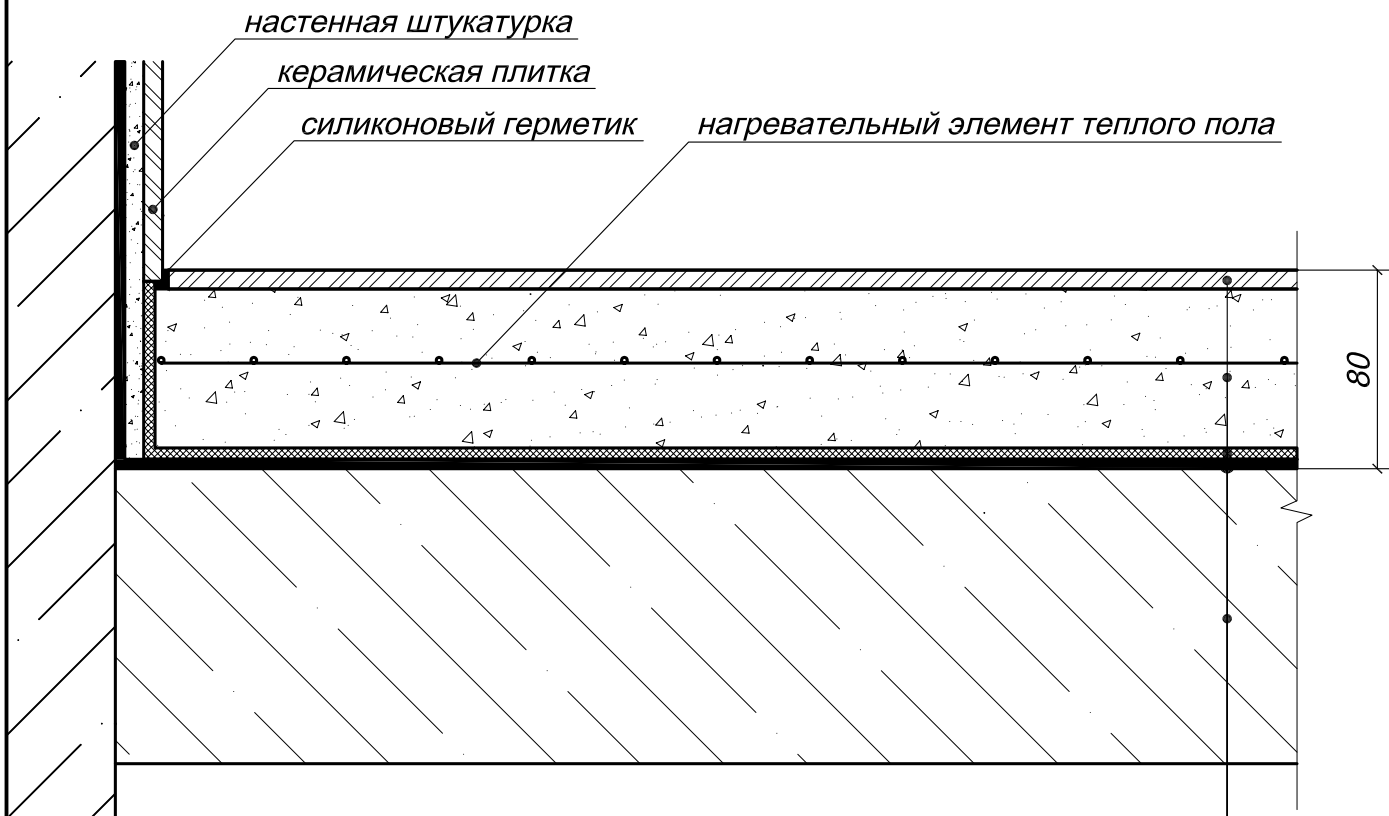 настенная штукатурка
керамическая плитка
силиконовый герметик
нагревательный элемент теплого пола
80